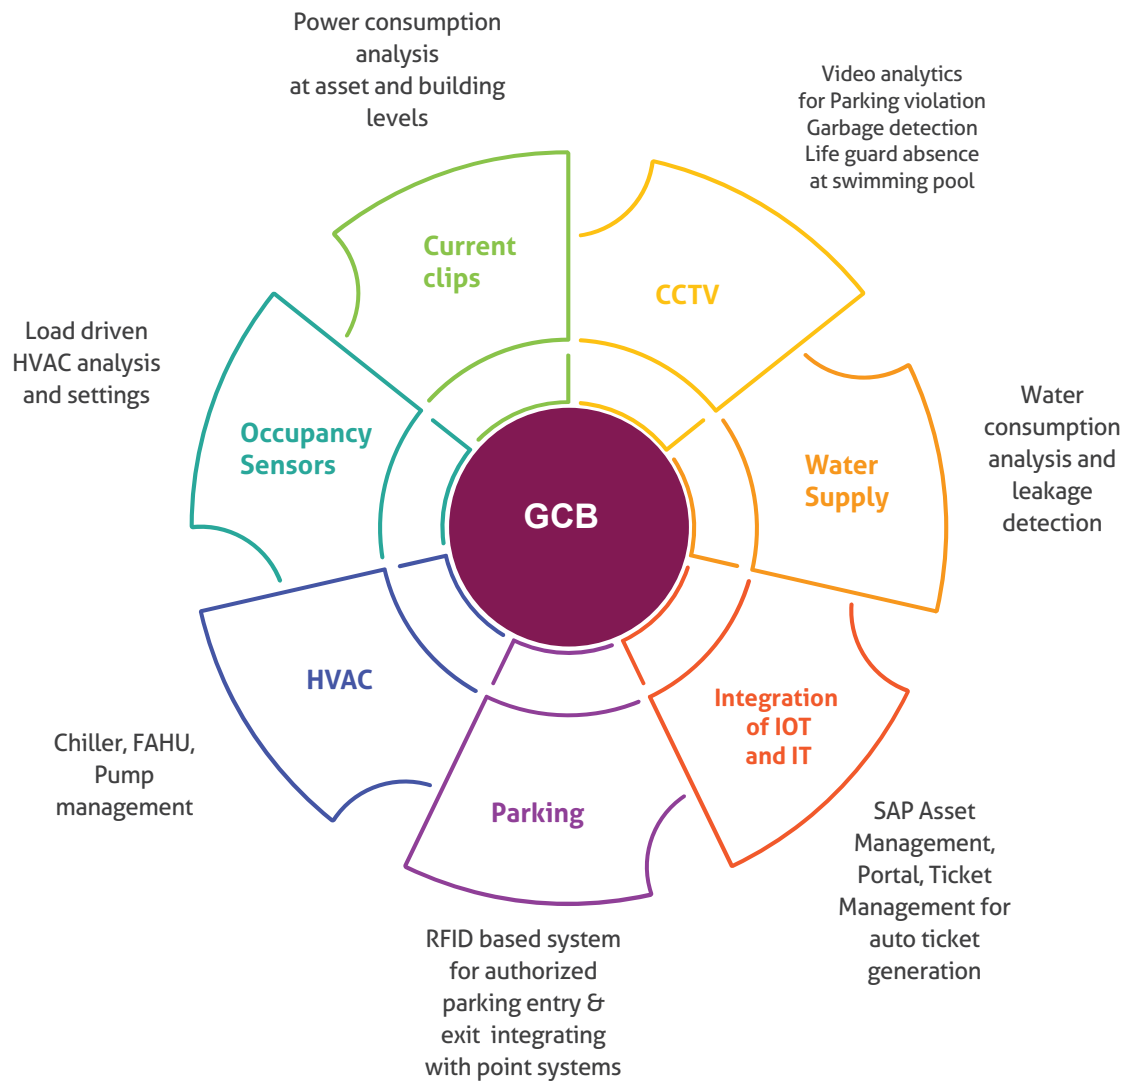 Power consumption
analysis
at asset and building
levels
Video analytics
for Parking violation
Garbage detection
Life guard absence
at swimming pool
Current
clips
CCTV
Load driven
HVAC analysis
and settings
Occupancy
Sensors
Water
Supply
Water
consumption
analysis and
leakage
detection
GCB
HVAC
Integration
of IOT
and IT
Chiller, FAHU,
Pump
management
Parking
SAP Asset
Management,
Portal, Ticket
Management for
auto ticket
generation
RFID based system
for authorized
parking entry &
exit  integrating
with point systems